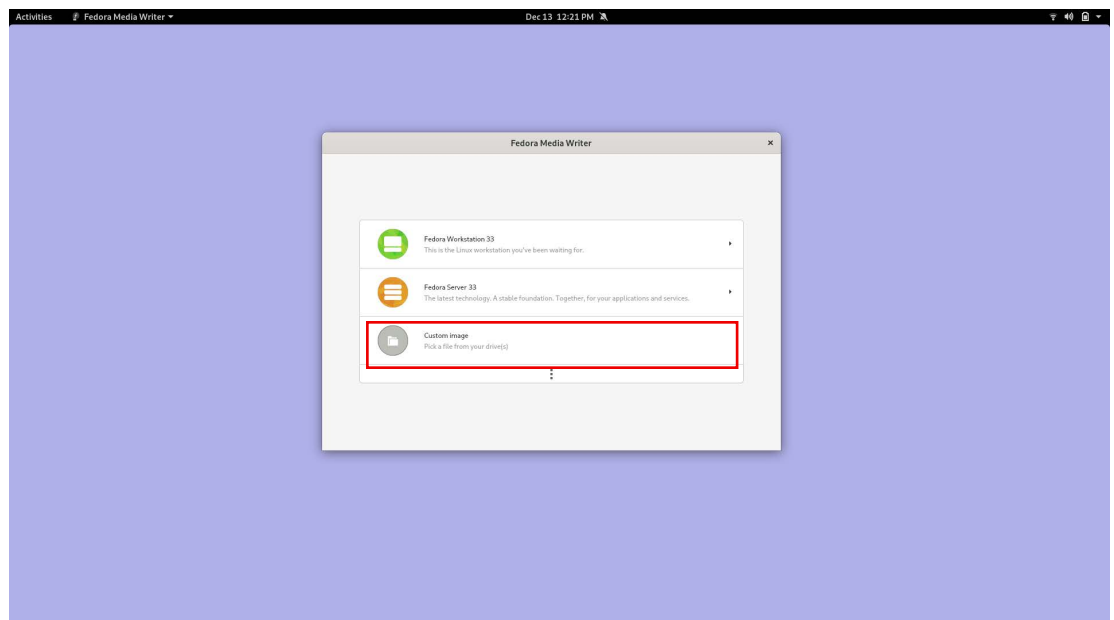 Activities Fedora Media Writer Dec 13 12:21 PM
Fedora Media Writer
Fedora Workstation 33
This is the Linux workstation you've been waiting for.
Fedora Server 33
The latest technology. A stable foundation. Together, for your applications and services.
Custom image
Pick a file from your drive(s)